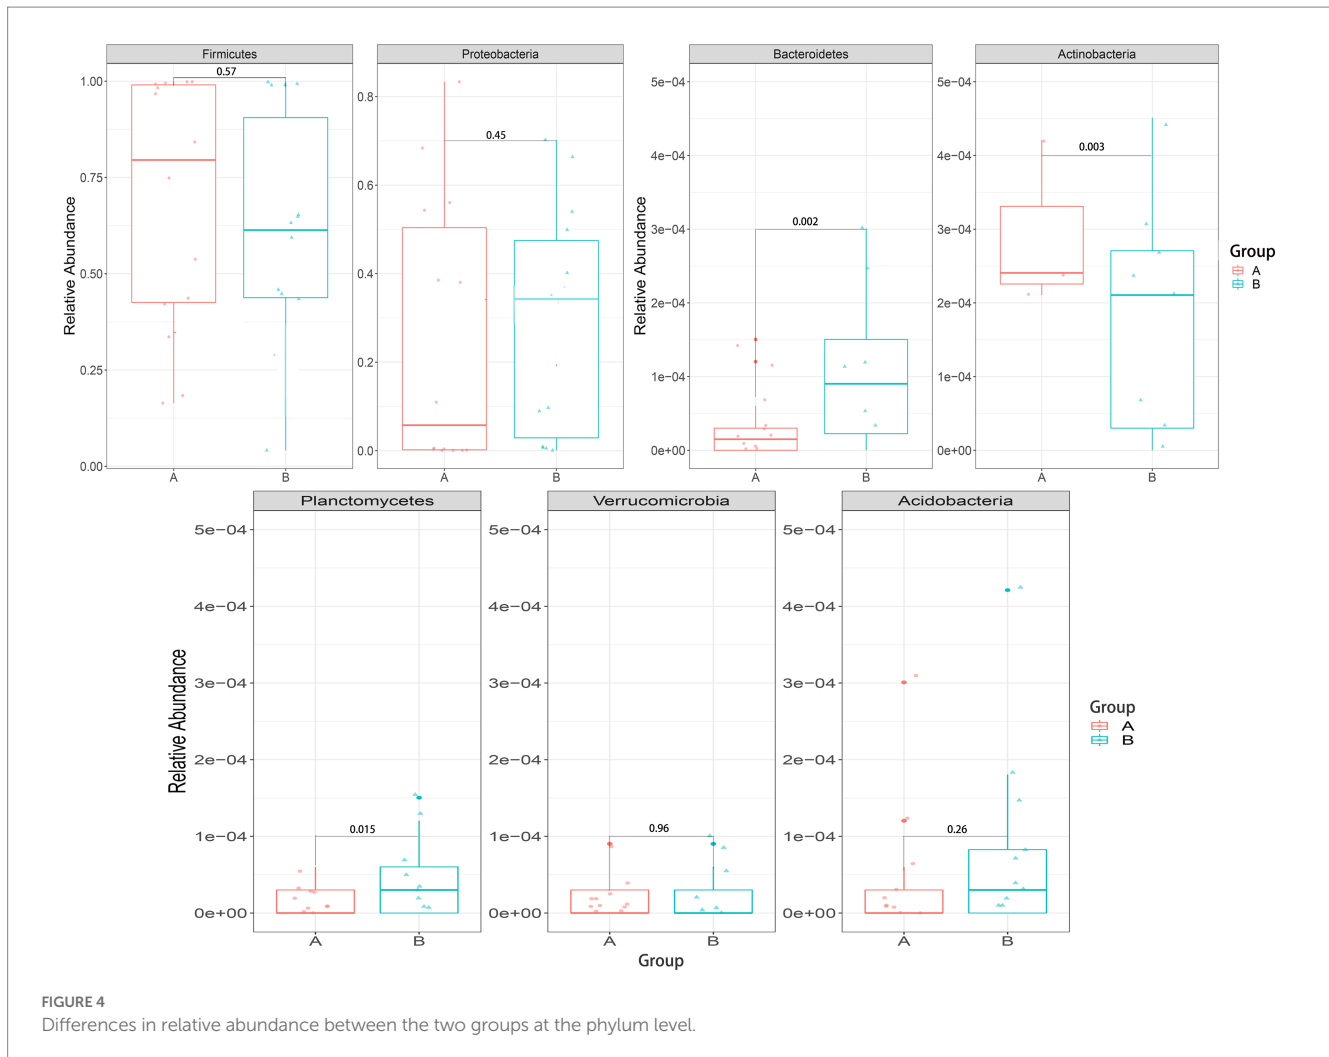 Firmicutes
Proteobacteria
Bacteroidetes
Actinobacteria
Relative Abundance
1.00
0.75
0.50
0.25
0.00
0.57
A
B
0.8
0.6
0.4
0.2
0.0
0.45
A
B
Relative Abundance
5e−04
4e−04
3e−04
2e−04
1e−04
0e+00
0.002
A
B
5e−04
4e−04
3e−04
2e−04
1e−04
0e+00
0.003
A
B
Group
A
B
Planctomycetes
Verrucomicrobia
Acidobacteria
Relative Abundance
5e−04
4e−04
3e−04
2e−04
1e−04
0e+00
0.015
A
B
5e−04
4e−04
3e−04
2e−04
1e−04
0e+00
0.96
A
B
5e−04
4e−04
3e−04
2e−04
1e−04
0e+00
0.26
A
B
Group
Group
A
B
FIGURE 4
Differences in relative abundance between the two groups at the phylum level.